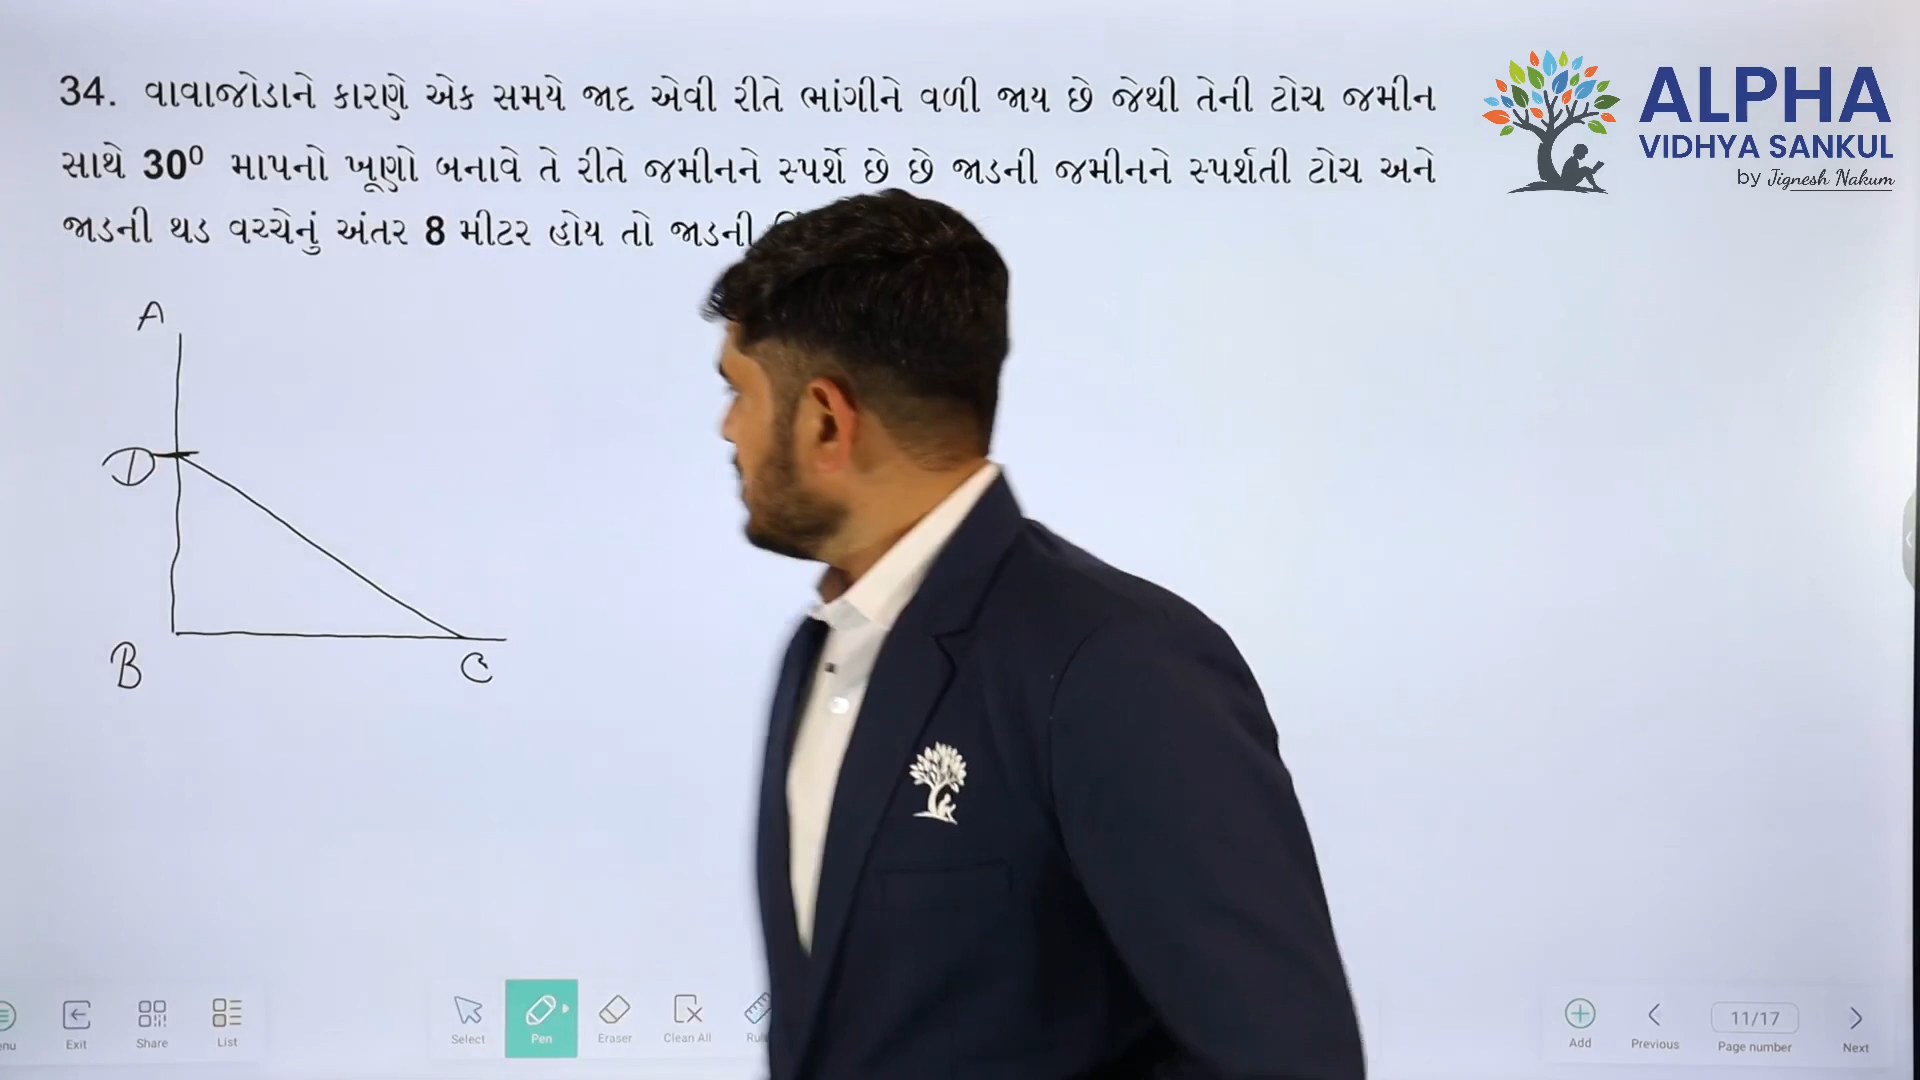 34. વાવાજોડાને કારણે એક સમયે જાદ એવી રીતે ભાંગીને વળી જાય છે જેથી તેની ટોચ જમીન
સાથે 30⁰ માપનો ખૂણો બનાવે તે રીતે જમીનને સ્પર્શે છે છે જાડની જમીનને સ્પર્શતી ટોચ અને
જાડની થડ વચ્ચેનું અંતર 8 મીટર હોય તો જાડની
ALPHA
VIDHYA SANKUL
by Jignesh Nakum
A
D
B
C
Exit
Share
List
Select
Pen
Eraser
Clean All
Add
Previous
11/17
Page number
Next